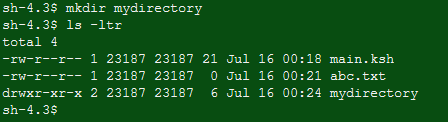 sh-4.3$ mkdir mydirectory
sh-4.3$ ls -ltr
total 4
-rw-r--r-- 1 23187 23187 21 Jul 16 00:18 main.ksh
-rw-r--r-- 1 23187 23187  0 Jul 16 00:21 abc.txt
drwxr-xr-x 2 23187 23187  6 Jul 16 00:24 mydirectory
sh-4.3$